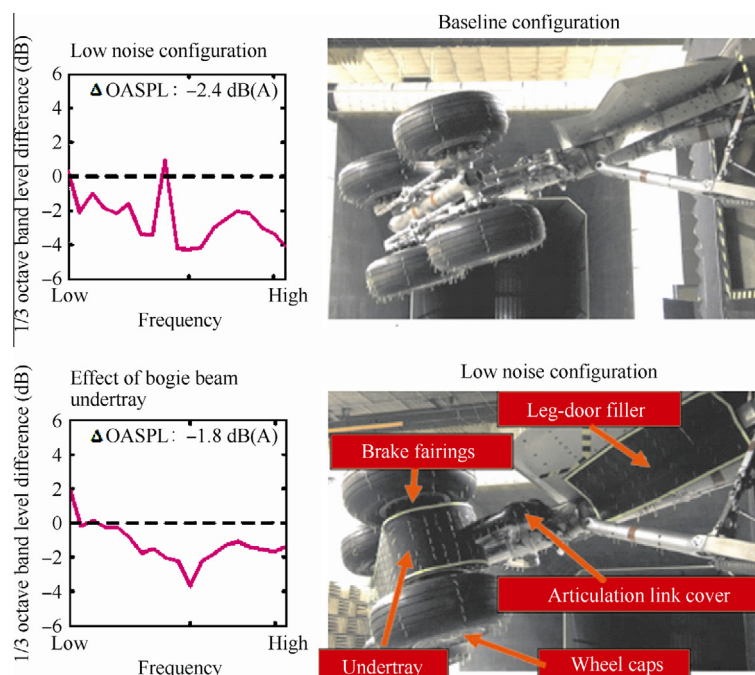 Baseline configuration
Low noise configuration
1/3 octave band level difference (dB)
Δ OASPL: −2.4 dB(A)
6
4
2
0
−2
−4
−6
Low
High
Frequency
Effect of bogie beam
undertray
1/3 octave band level difference (dB)
Δ OASPL: −1.8 dB(A)
6
4
2
0
−2
−4
−6
Low
High
Frequency
Low noise configuration
Leg-door filler
Brake fairings
Articulation link cover
Undertray
Wheel caps